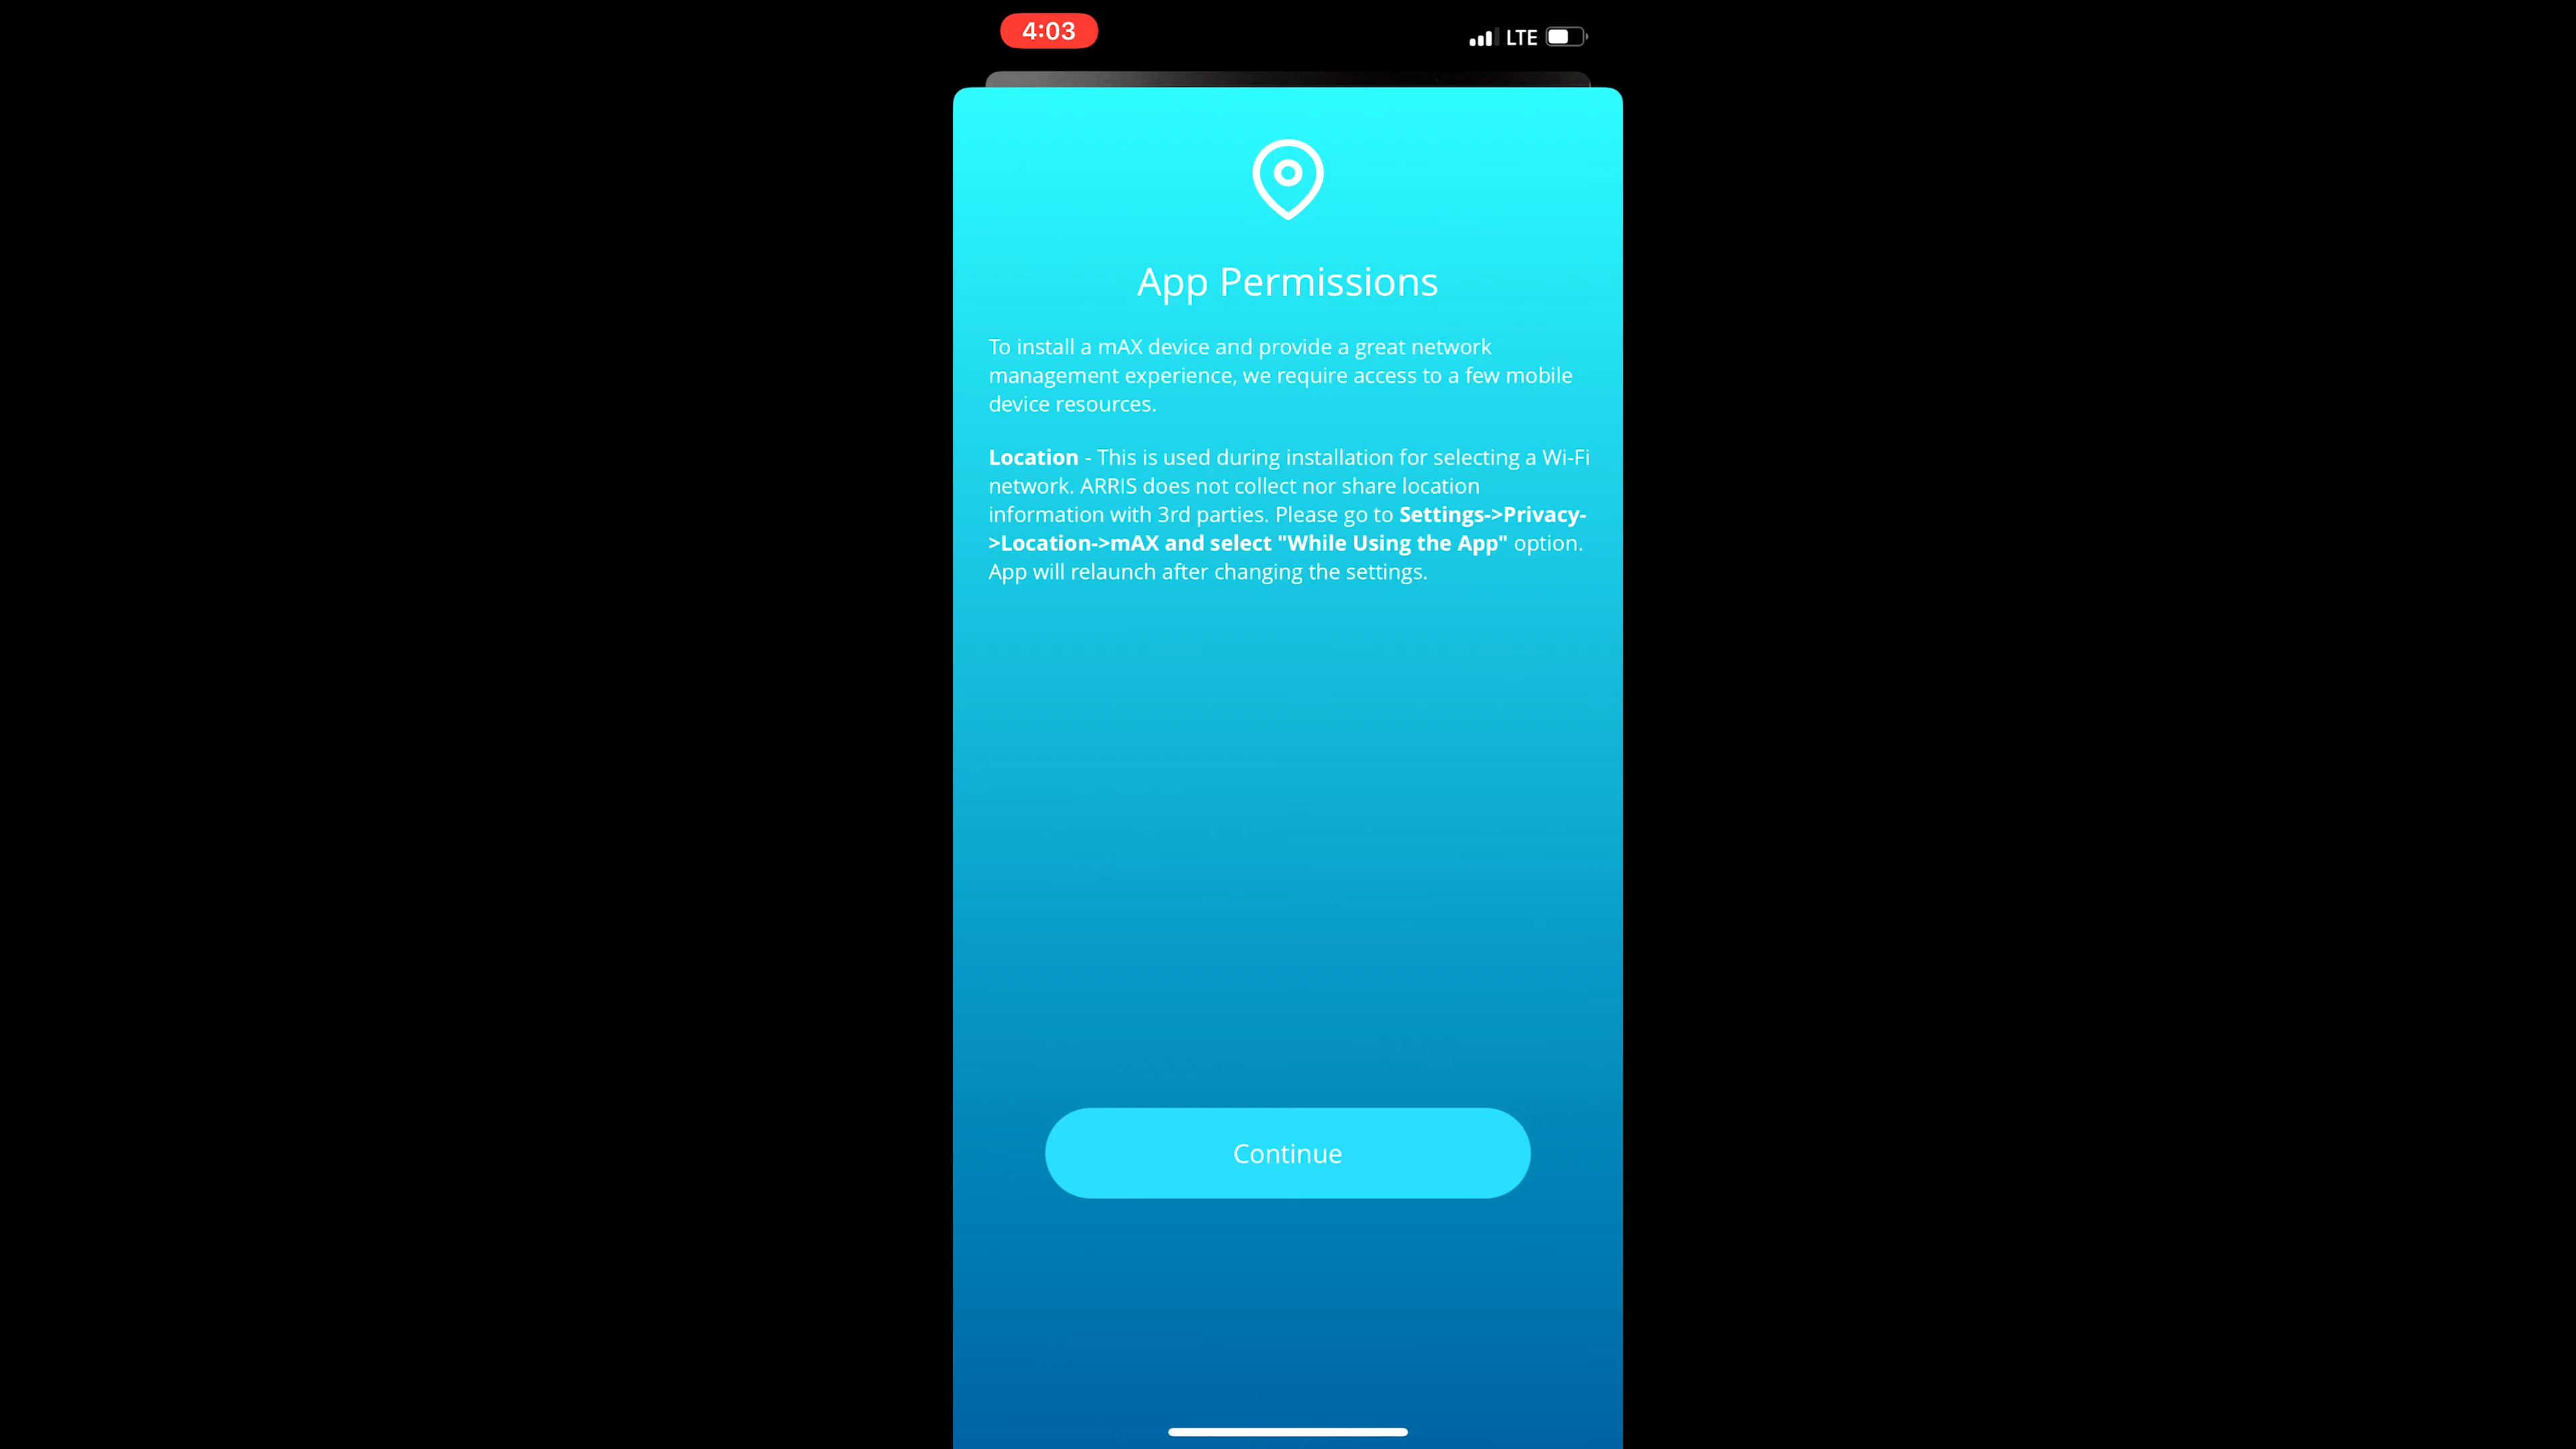 4:03
LTE
App Permissions
To install a mAX device and provide a great network
management experience, we require access to a few mobile
device resources.
Location - This is used during installation for selecting a Wi-Fi
network. ARRIS does not collect nor share location
information with 3rd parties. Please go to Settings->Privacy-
>Location->mAX and select "While Using the App" option.
App will relaunch after changing the settings.
Continue